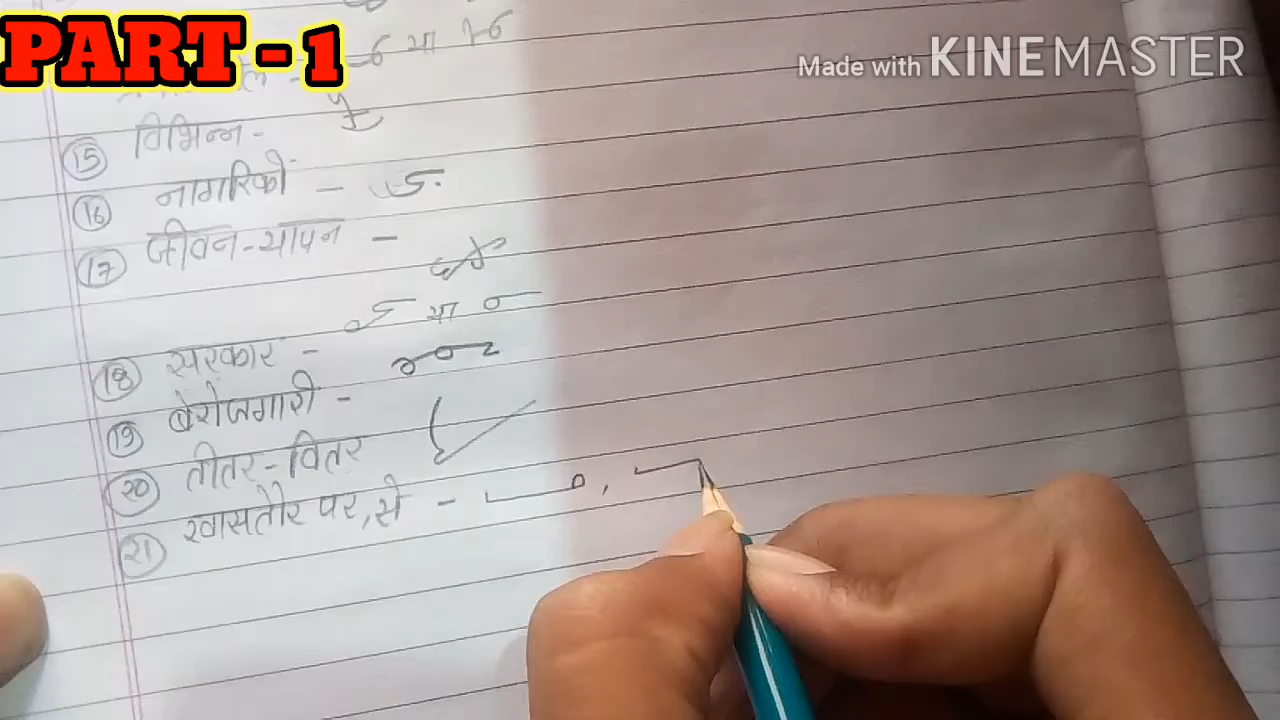 PART - 1
Made with KINEMASTER
या
15 विभिन्न -
16 नागरिकों -
17 जीवन-यापन -
या
18 सरकार -
19 बेरोजगारी -
20 तीतर-वितर
21 खासतौर पर, से -